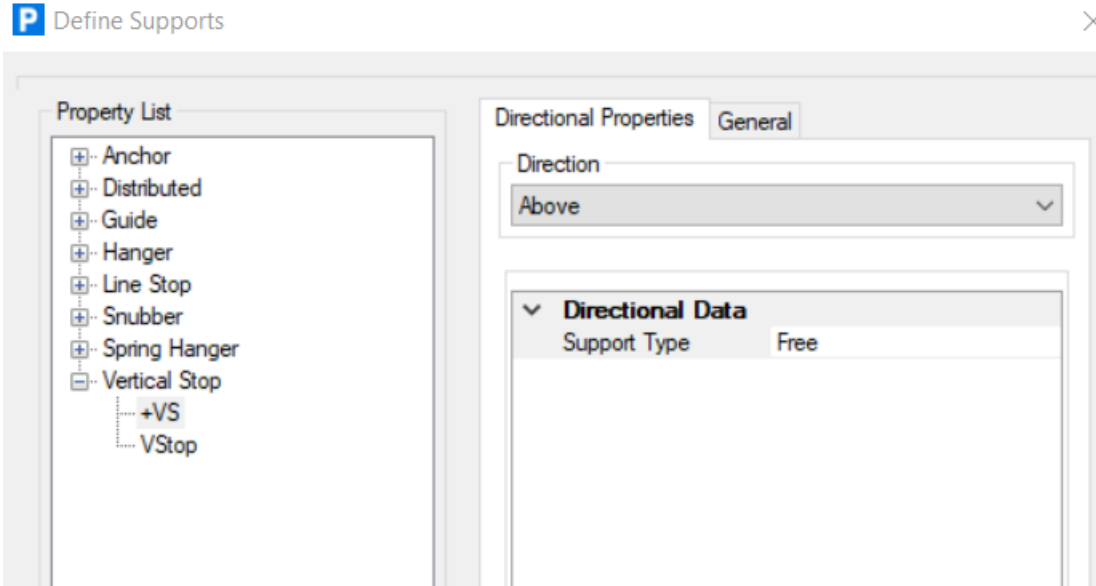 P Define Supports
Property List
Anchor
Distributed
Guide
Hanger
Line Stop
Snubber
Spring Hanger
Vertical Stop
+VS
VStop
Directional Properties General
Direction
Above
Directional Data
Support Type Free